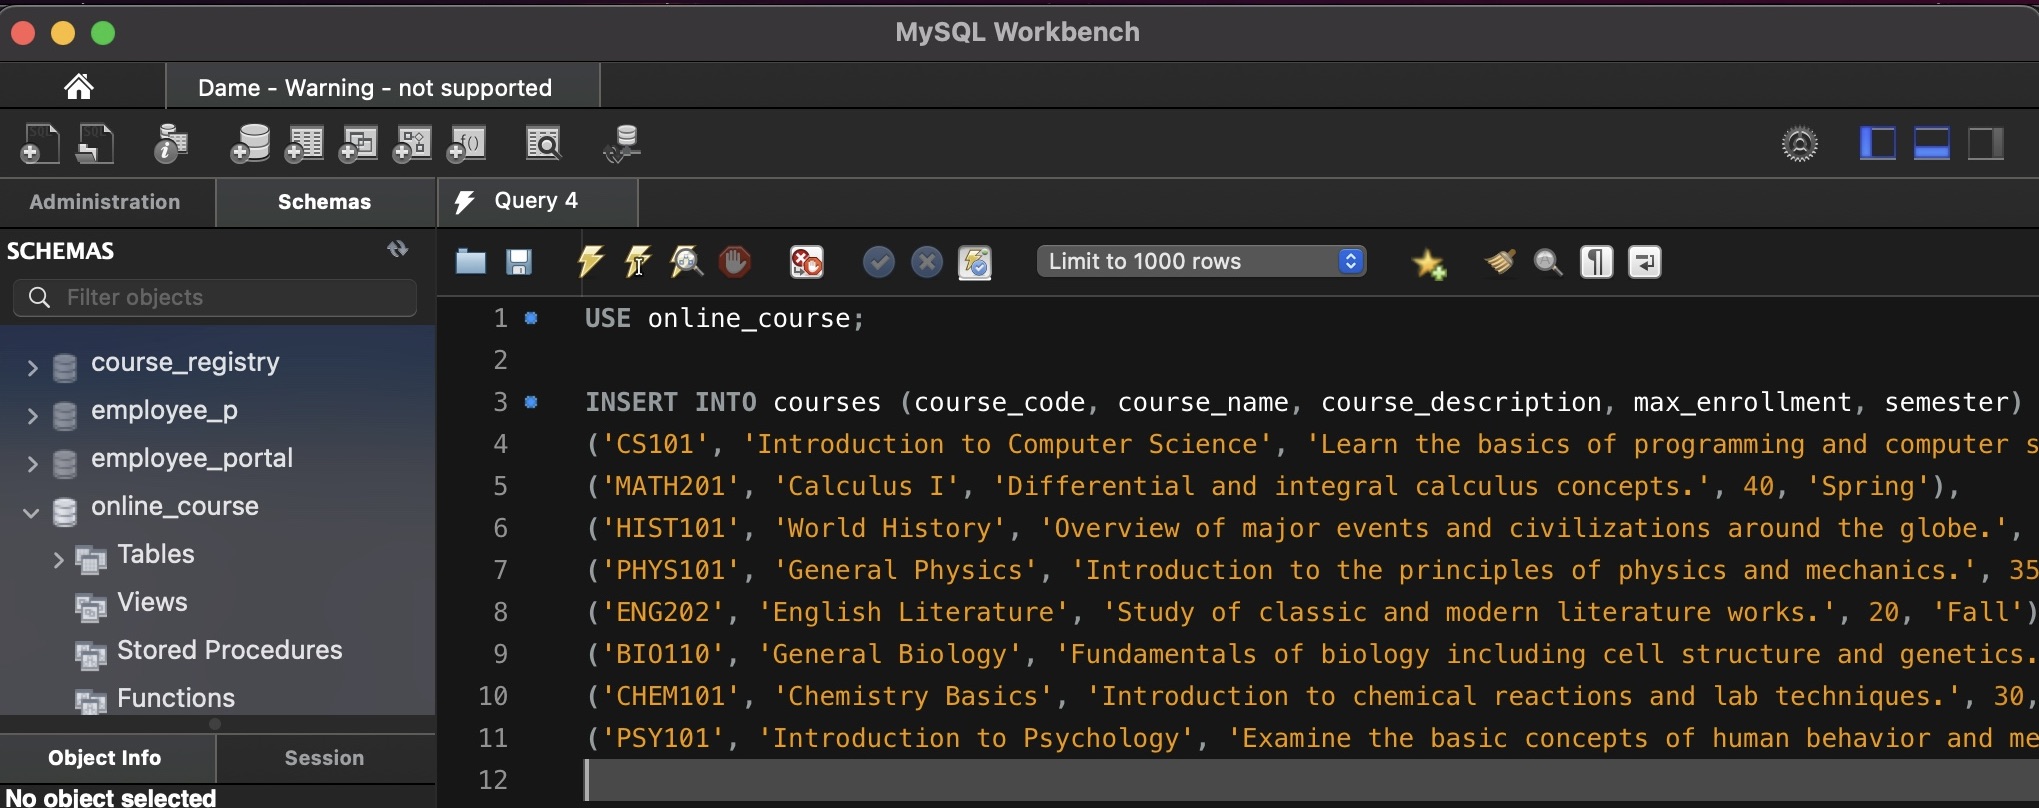 MySQL Workbench
Dame - Warning - not supported
Administration
Schemas
Query 4
SCHEMAS
Filter objects
Limit to 1000 rows
course_registry
employee_p
employee_portal
online_course
Tables
Views
Stored Procedures
Functions
Object Info
Session
No object selected
1 USE online_course;
2
3 INSERT INTO courses (course_code, course_name, course_description, max_enrollment, semester)
4 ('CS101', 'Introduction to Computer Science', 'Learn the basics of programming and computer s
5 ('MATH201', 'Calculus I', 'Differential and integral calculus concepts.', 40, 'Spring'),
6 ('HIST101', 'World History', 'Overview of major events and civilizations around the globe.',
7 ('PHYS101', 'General Physics', 'Introduction to the principles of physics and mechanics.', 35
8 ('ENG202', 'English Literature', 'Study of classic and modern literature works.', 20, 'Fall')
9 ('BIO110', 'General Biology', 'Fundamentals of biology including cell structure and genetics.
10 ('CHEM101', 'Chemistry Basics', 'Introduction to chemical reactions and lab techniques.', 30,
11 ('PSY101', 'Introduction to Psychology', 'Examine the basic concepts of human behavior and me
12